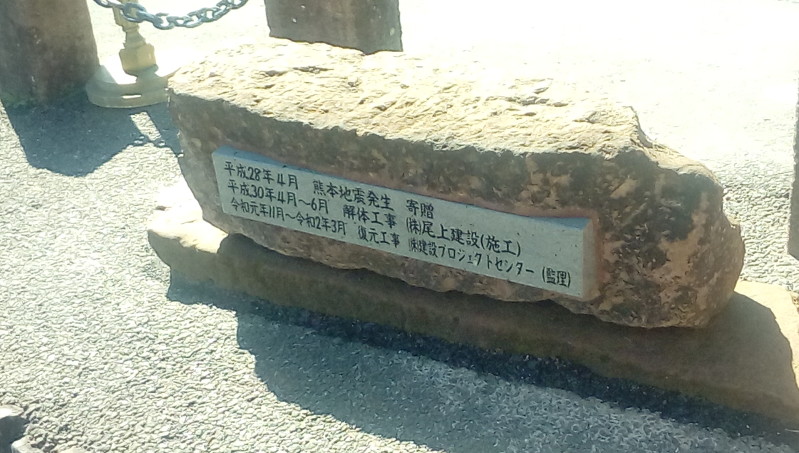 平成28年4月 熊本地震発生 寄贈
平成30年4月～6月 解体工事 ㈱尾上建設(施工)
令和元年11月～令和2年3月 復元工事 ㈱建設プロジェクトセンター(監理)